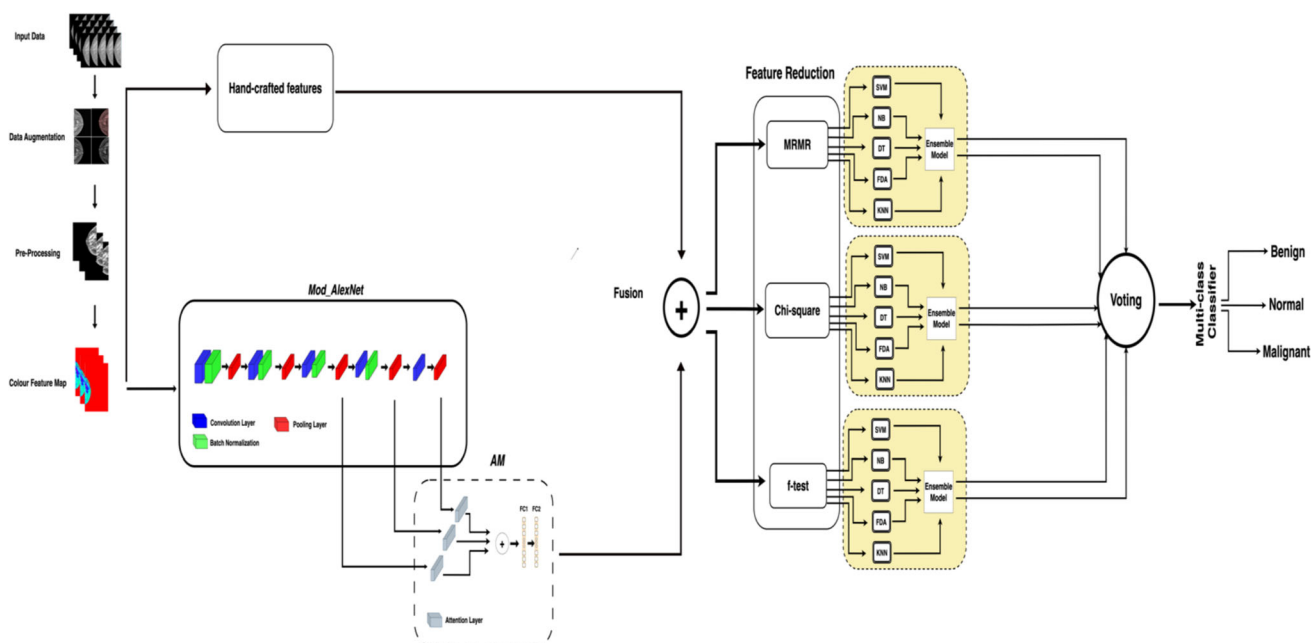 Input Data
Data Augmentation
Pre-Processing
Colour Feature Map
Hand-crafted features
Mod_AlexNet
Convolution Layer
Pooling Layer
Batch Normalization
AM
FC1 FC2
+
Attention Layer
Fusion
+
Feature Reduction
MRMR
SVM
NB
DT
FDA
KNN
Ensemble
Model
Chi-square
SVM
NB
DT
FDA
KNN
Ensemble
Model
f-test
SVM
NB
DT
FDA
KNN
Ensemble
Model
Voting
Multi-class
Classifier
Benign
Normal
Malignant